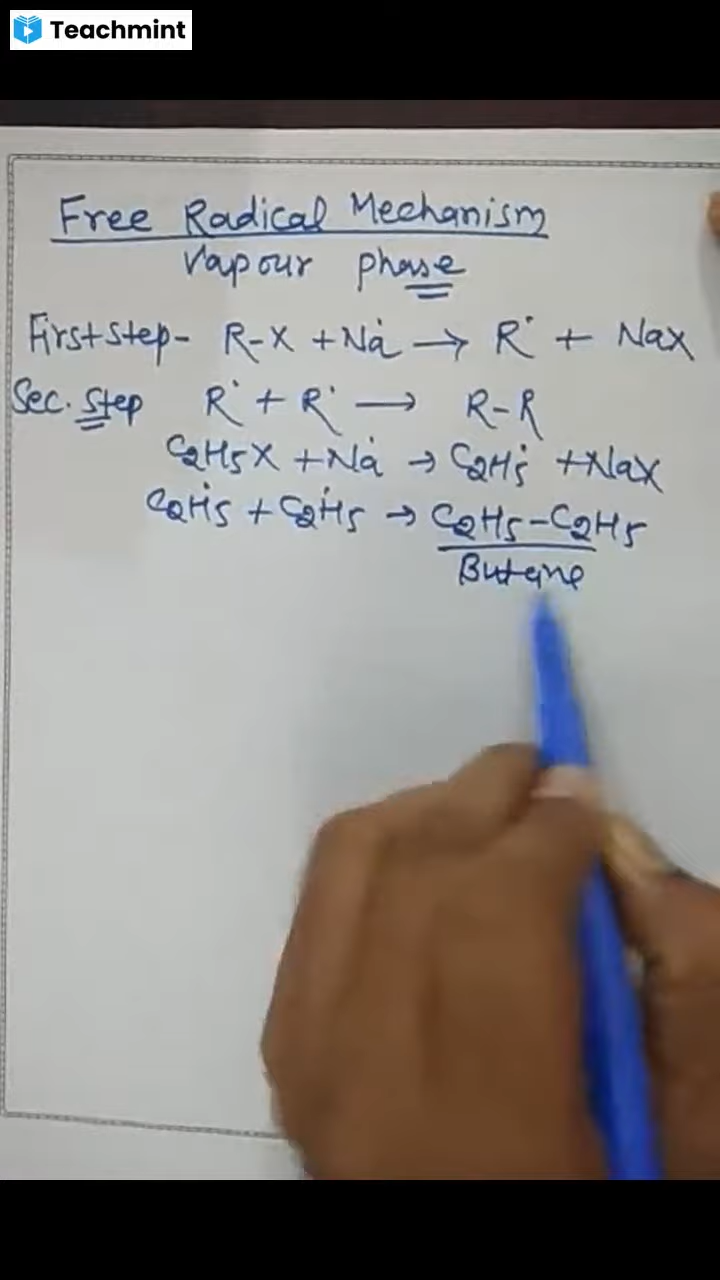 Teachmint
Free Radical Mechanism
Vapour phase
First step- R-X + Na• → R• + NaX
Sec. Step R• + R• → R-R
C2H5X + Na• → C2H5• + NaX
C2H5• + C2H5• → C2H5-C2H5
Butane